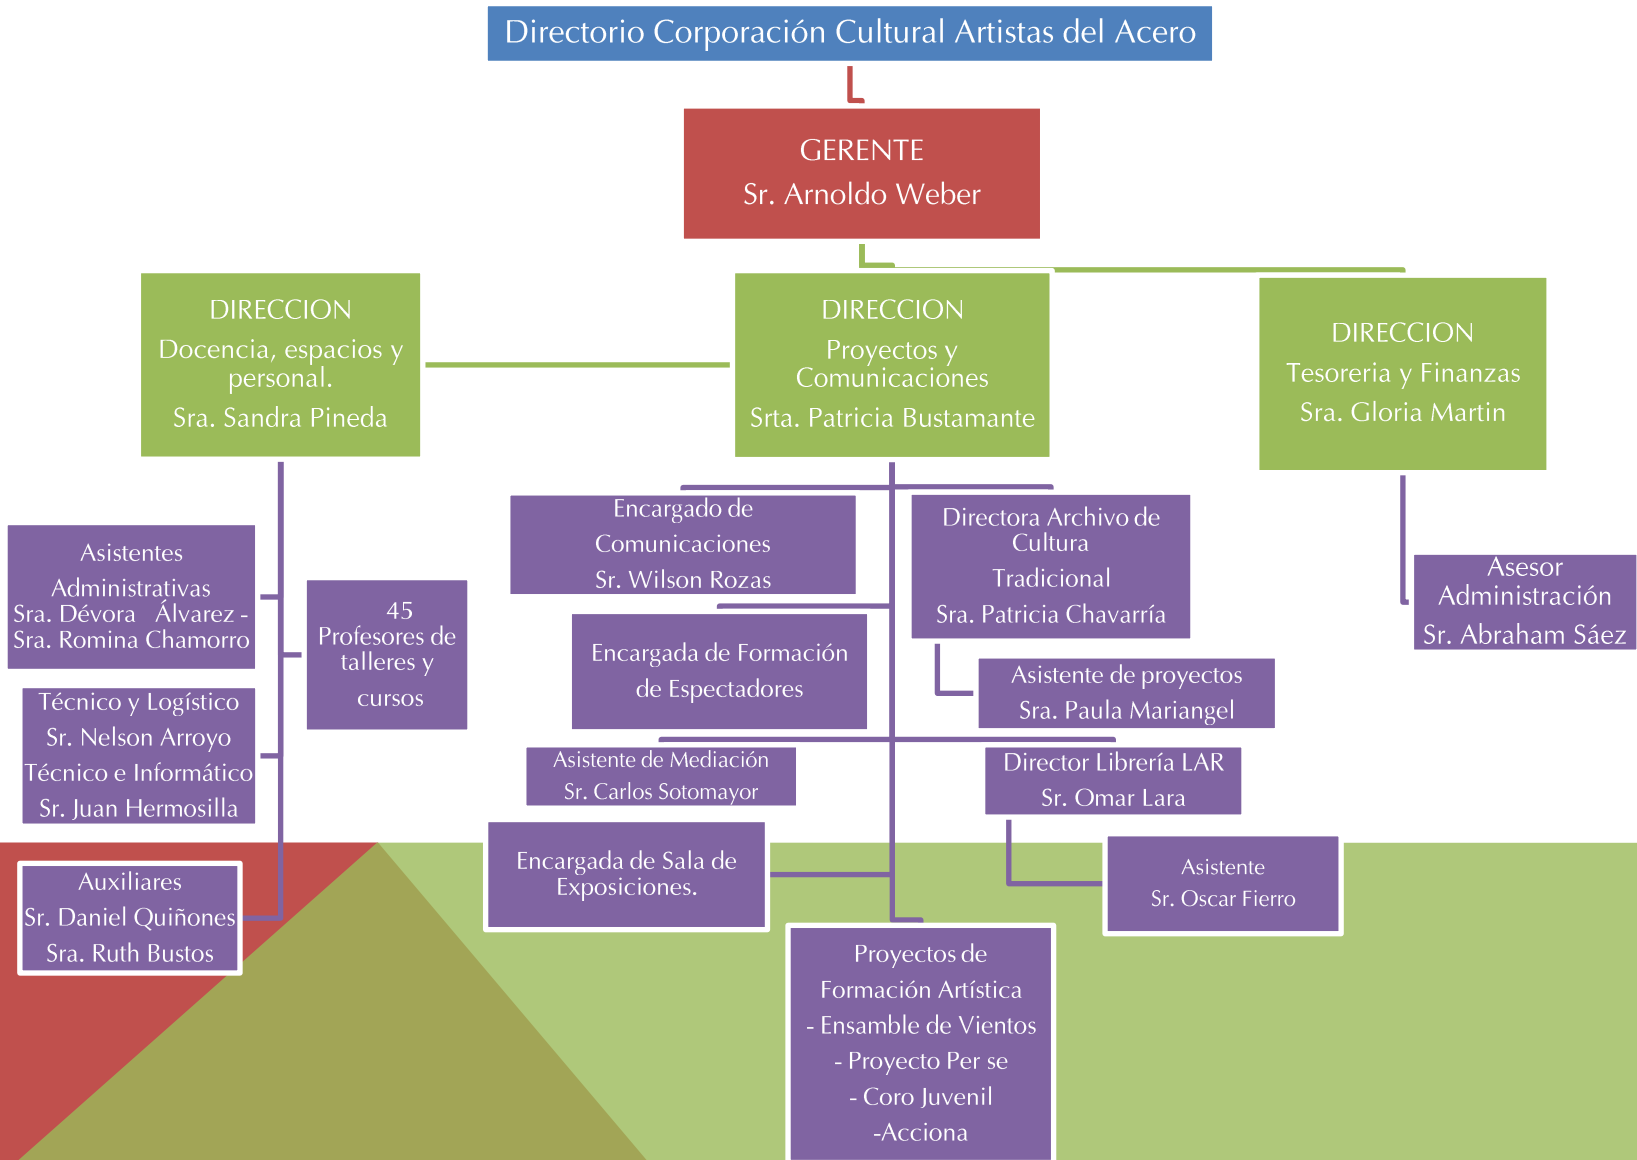 Directorio Corporación Cultural Artistas del Acero
GERENTE
Sr. Arnoldo Weber
DIRECCION
Docencia, espacios y
personal.
Sra. Sandra Pineda
DIRECCION
Proyectos y
Comunicaciones
Srta. Patricia Bustamante
DIRECCION
Tesoreria y Finanzas
Sra. Gloria Martin
Asistentes
Administrativas
Sra. Dévora Álvarez -
Sra. Romina Chamorro
45
Profesores de
talleres y
cursos
Técnico y Logístico
Sr. Nelson Arroyo
Técnico e Informático
Sr. Juan Hermosilla
Auxiliares
Sr. Daniel Quiñones
Sra. Ruth Bustos
Encargado de
Comunicaciones
Sr. Wilson Rozas
Directora Archivo de
Cultura
Tradicional
Sra. Patricia Chavarría
Encargada de Formación
de Espectadores
Asistente de proyectos
Sra. Paula Mariangel
Asistente de Mediación
Sr. Carlos Sotomayor
Director Librería LAR
Sr. Omar Lara
Encargada de Sala de
Exposiciones.
Asistente
Sr. Oscar Fierro
Proyectos de
Formación Artística
- Ensamble de Vientos
- Proyecto Per se
- Coro Juvenil
-Acciona
Asesor
Administración
Sr. Abraham Sáez